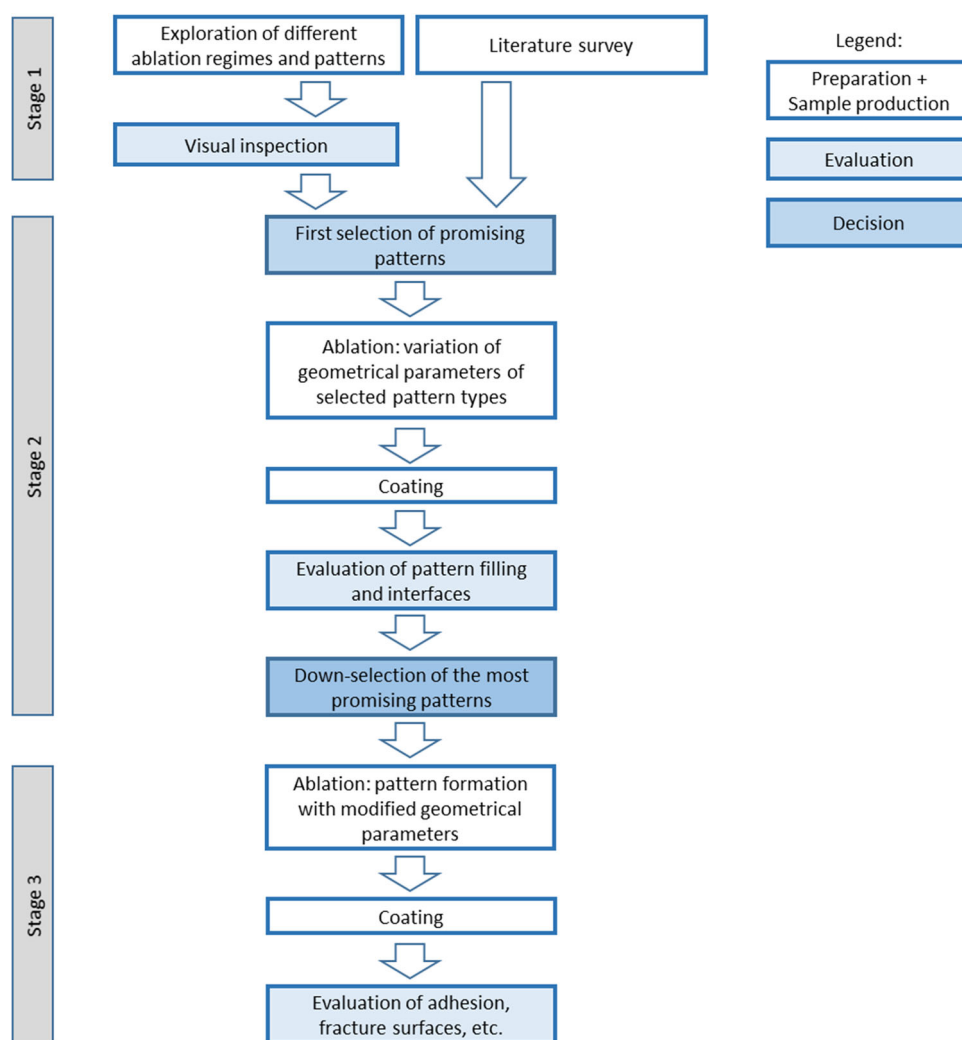 Stage 1
Exploration of different
ablation regimes and patterns
Literature survey
Visual inspection
Legend:
Preparation +
Sample production
Evaluation
Decision
Stage 2
First selection of promising
patterns
Ablation: variation of
geometrical parameters of
selected pattern types
Coating
Evaluation of pattern filling
and interfaces
Down-selection of the most
promising patterns
Stage 3
Ablation: pattern formation
with modified geometrical
parameters
Coating
Evaluation of adhesion,
fracture surfaces, etc.